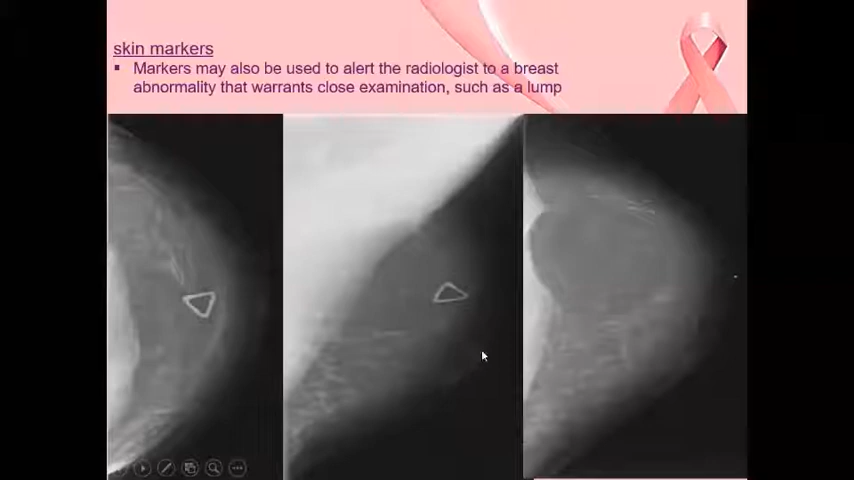 skin markers
▪ Markers may also be used to alert the radiologist to a breast
abnormality that warrants close examination, such as a lump